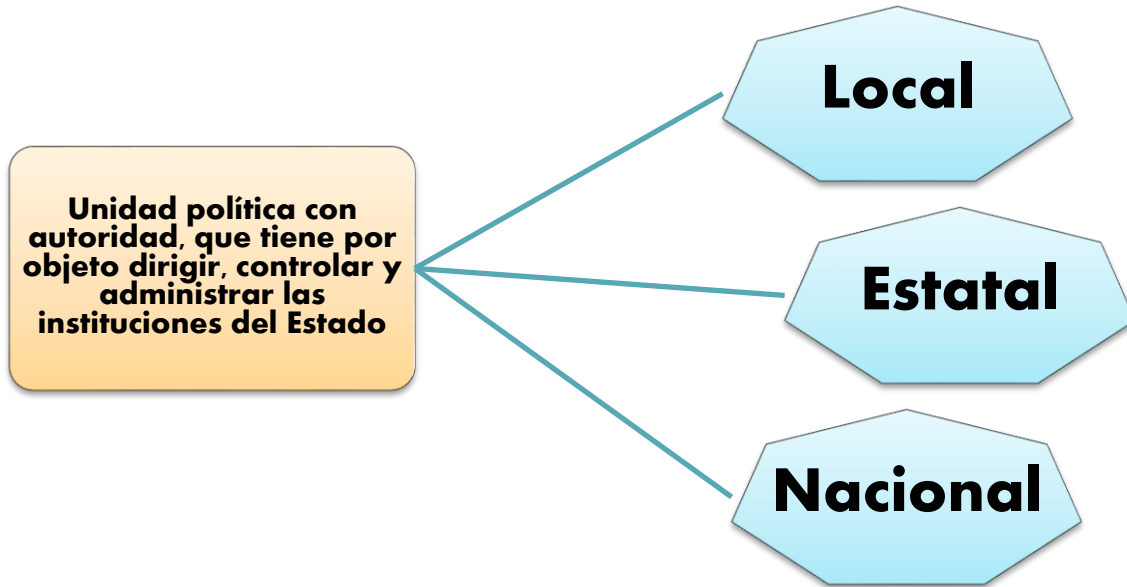 Unidad política con
autoridad, que tiene por
objeto dirigir, controlar y
administrar las
instituciones del Estado
Local
Estatal
Nacional